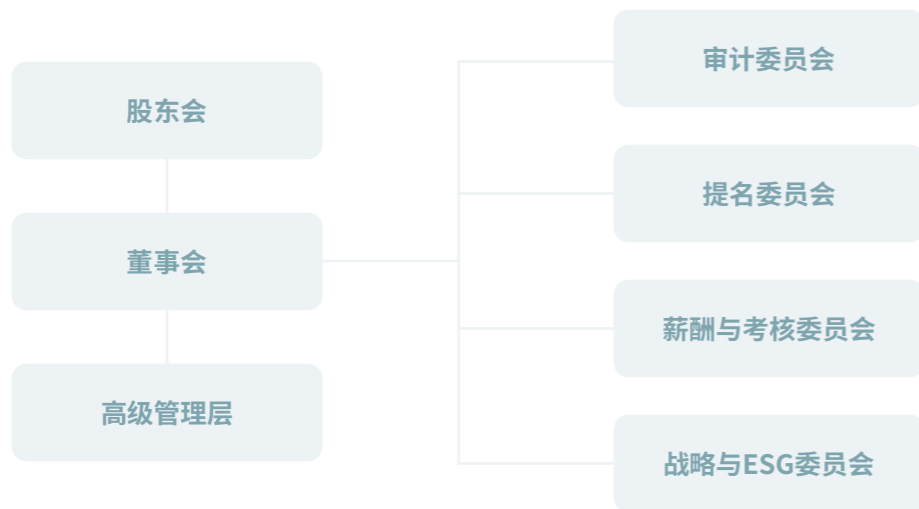 股东会
董事会
高级管理层
审计委员会
提名委员会
薪酬与考核委员会
战略与ESG委员会